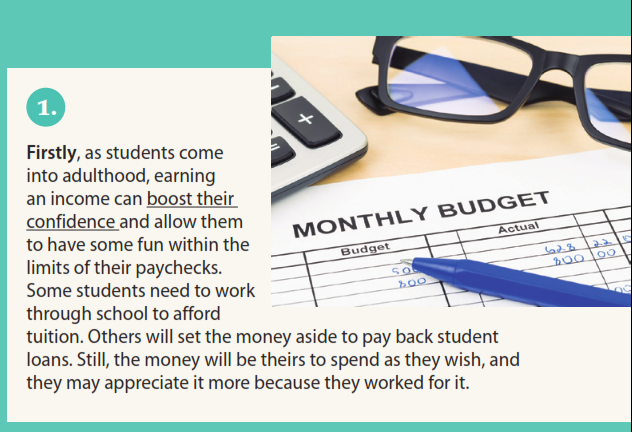 1.
Firstly, as students come
into adulthood, earning
an income can boost their
confidence and allow them
to have some fun within the
limits of their paychecks.
Some students need to work
through school to afford
tuition. Others will set the money aside to pay back student
loans. Still, the money will be theirs to spend as they wish, and
they may appreciate it more because they worked for it.
MONTHLY BUDGET
Budget Actual
628 22
800 800 00